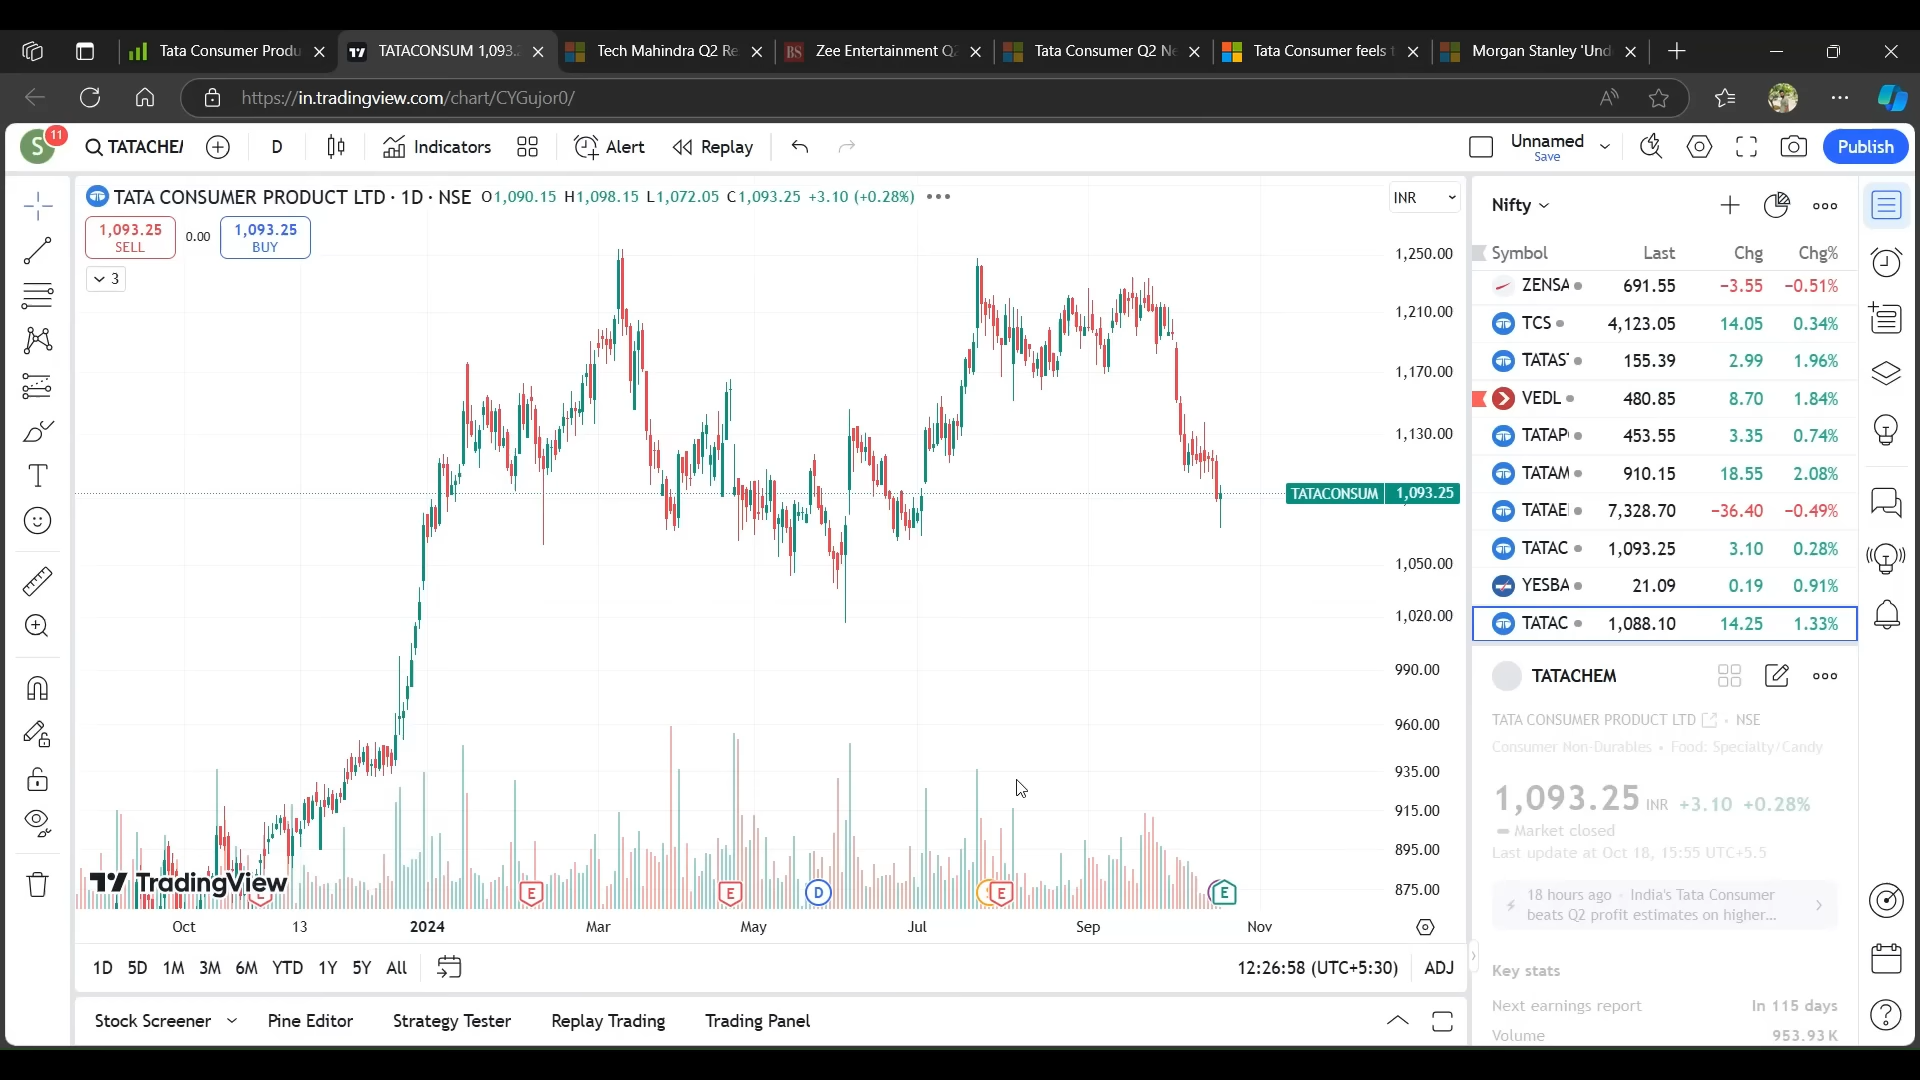 Tata Consumer Produ
TATACONSUM 1,093.
Tech Mahindra Q2 Re
BS Zee Entertainment Q
Tata Consumer Q2 Ne
Tata Consumer feels t
Morgan Stanley 'Und
https://in.tradingview.com/chart/CYGujor0/
S 11 TATACHE D Indicators Alert Replay Unnamed Save Publish
TATA CONSUMER PRODUCT LTD · 1D · NSE O1,090.15 H1,098.15 L1,072.05 C1,093.25 +3.10 (+0.28%)
INR
1,093.25 SELL
0.00
1,093.25 BUY
3
1,250.00
1,210.00
1,170.00
1,130.00
TATACONSUM 1,093.25
1,050.00
1,020.00
990.00
960.00
935.00
915.00
895.00
875.00
TradingView
E E D E E
Oct 13 2024 Mar May Jul Sep Nov
1D 5D 1M 3M 6M YTD 1Y 5Y All
12:26:58 (UTC+5:30) ADJ
Stock Screener Pine Editor Strategy Tester Replay Trading Trading Panel
Nifty
Symbol Last Chg Chg%
ZENSA 691.55 −3.55 −0.51%
TCS 4,123.05 14.05 0.34%
TATAS 155.39 2.99 1.96%
VEDL 480.85 8.70 1.84%
TATAP 453.55 3.35 0.74%
TATAM 910.15 18.55 2.08%
TATAE 7,328.70 −36.40 −0.49%
TATAC 1,093.25 3.10 0.28%
YESBA 21.09 0.19 0.91%
TATAC 1,088.10 14.25 1.33%
TATACHEM
TATA CONSUMER PRODUCT LTD · NSE
Consumer Non-Durables • Food: Specialty/Candy
1,093.25 INR +3.10 +0.28%
Market closed
Last update at Oct 18, 15:55 UTC+5.5
18 hours ago · India's Tata Consumer
beats Q2 profit estimates on higher...
Key stats
Next earnings report In 115 days
Volume 953.93K